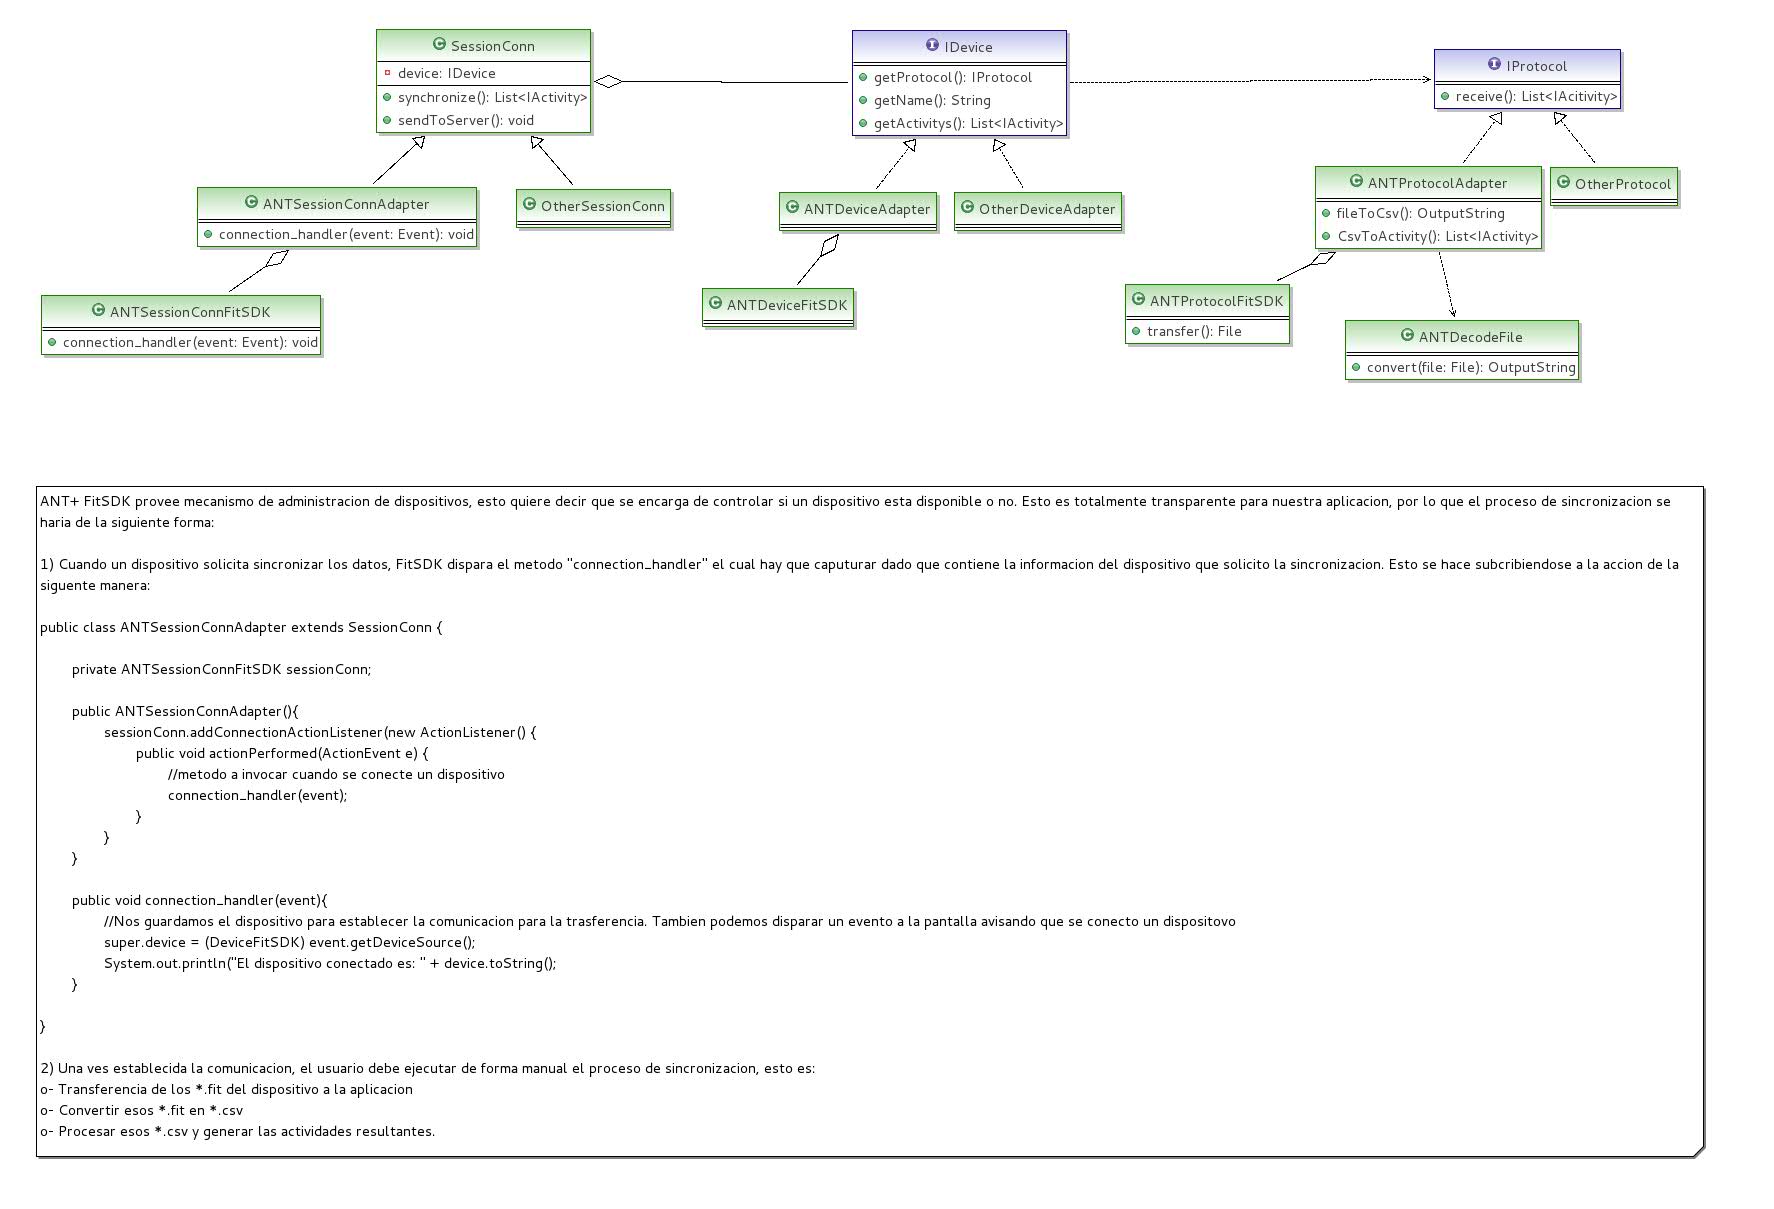 SessionConn
device: IDevice
synchronize(): List<IActivity>
sendToServer(): void
IDevice
getProtocol(): IProtocol
getName(): String
getActivitys(): List<IActivity>
IProtocol
receive(): List<IAcitivity>
ANTSessionConnAdapter
connection_handler(event: Event): void
OtherSessionConn
ANTDeviceAdapter
OtherDeviceAdapter
ANTProtocolAdapter
fileToCsv(): OutputString
CsvToActivity(): List<IActivity>
OtherProtocol
ANTSessionConnFitSDK
connection_handler(event: Event): void
ANTDeviceFitSDK
ANTProtocolFitSDK
transfer(): File
ANTDecodeFile
convert(file: File): OutputString
ANT+ FitSDK provee mecanismo de administracion de dispositivos, esto quiere decir que se encarga de controlar si un dispositivo esta disponible o no. Esto es totalmente transparente para nuestra aplicacion, por lo que el proceso de sincronizacion se
haria de la siguiente forma:
1) Cuando un dispositivo solicita sincronizar los datos, FitSDK dispara el metodo "connection_handler" el cual hay que caputurar dado que contiene la informacion del dispositivo que solicito la sincronizacion. Esto se hace subcribiendose a la accion de la
siguente manera:
public class ANTSessionConnAdapter extends SessionConn {
private ANTSessionConnFitSDK sessionConn;
public ANTSessionConnAdapter(){
sessionConn.addConnectionActionListener(new ActionListener() {
public void actionPerformed(ActionEvent e) {
//metodo a invocar cuando se conecte un dispositivo
connection_handler(event);
}
}
}
public void connection_handler(event){
//Nos guardamos el dispositivo para establecer la comunicacion para la trasferencia. Tambien podemos disparar un evento a la pantalla avisando que se conecto un dispositovo
super.device = (DeviceFitSDK) event.getDeviceSource();
System.out.println("El dispositivo conectado es: " + device.toString();
}
}
2) Una ves establecida la comunicacion, el usuario debe ejecutar de forma manual el proceso de sincronizacion, esto es:
o- Transferencia de los *.fit del dispositivo a la aplicacion
o- Convertir esos *.fit en *.csv
o- Procesar esos *.csv y generar las actividades resultantes.